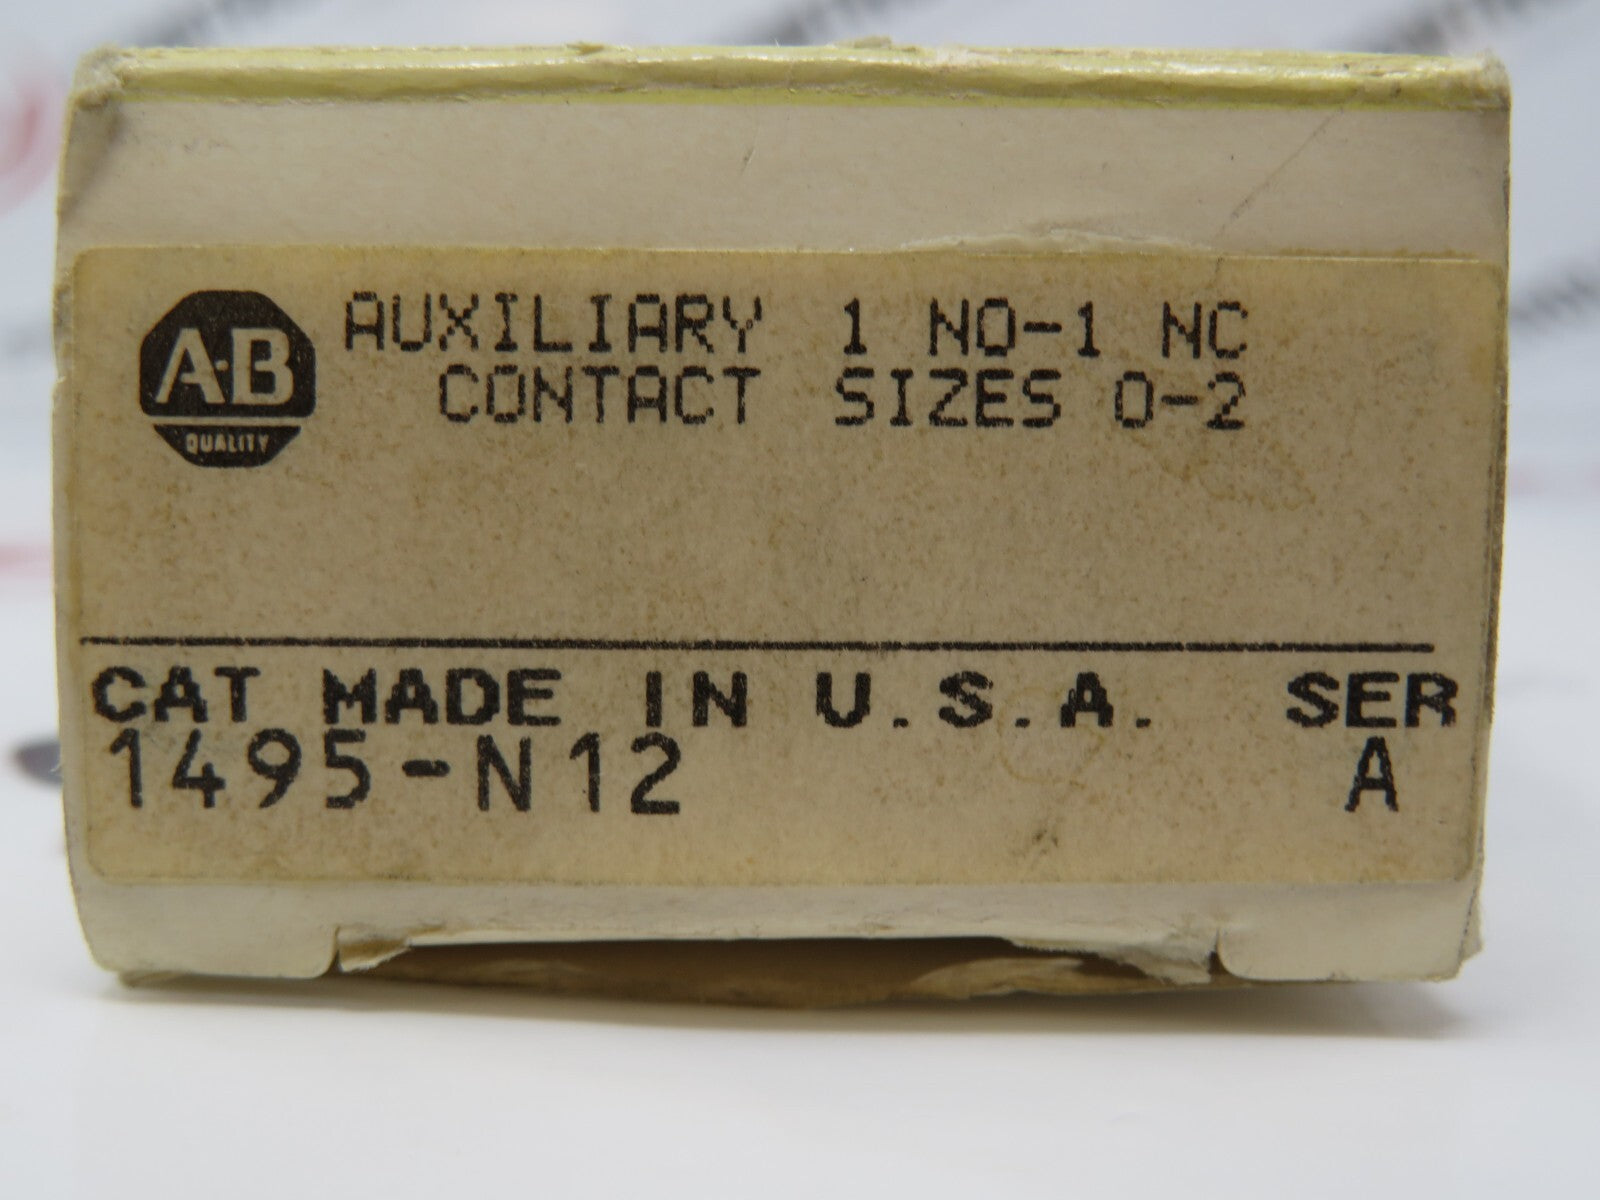 A-B
QUALITY
AUXILIARY 1 NO-1 NC
CONTACT SIZES 0-2
CAT MADE IN U.S.A. SER
1495-N12 A